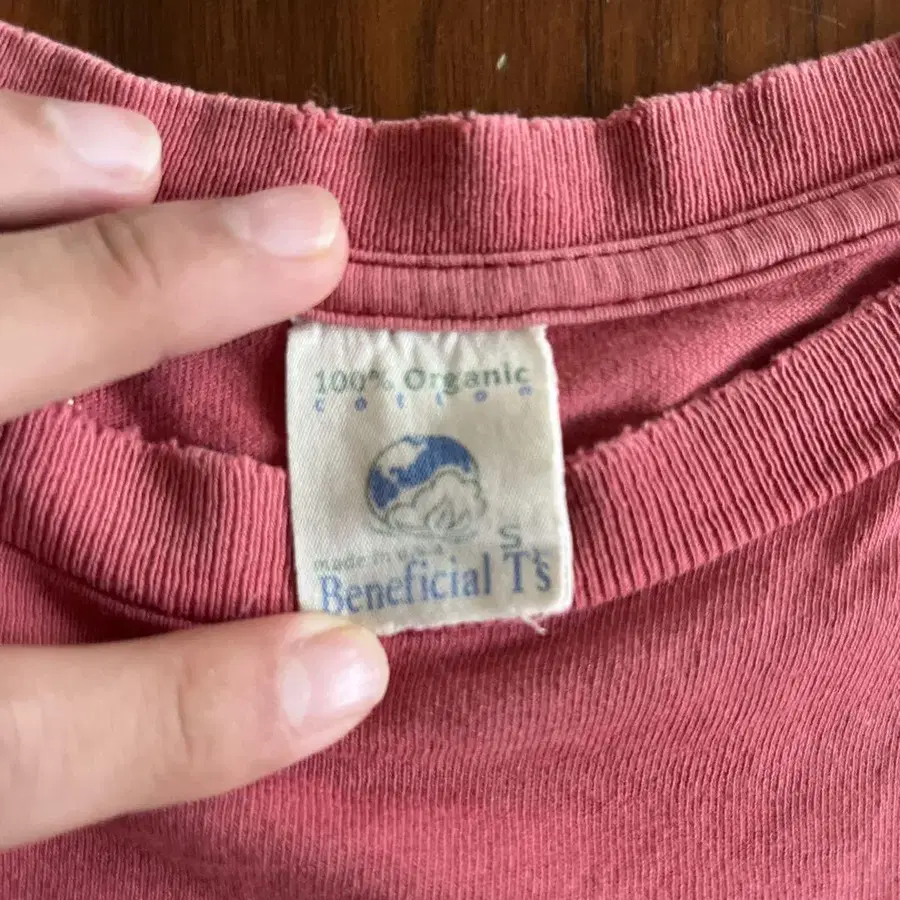 100% Organic
cotton
S
made in u.s.a.
Beneficial T's